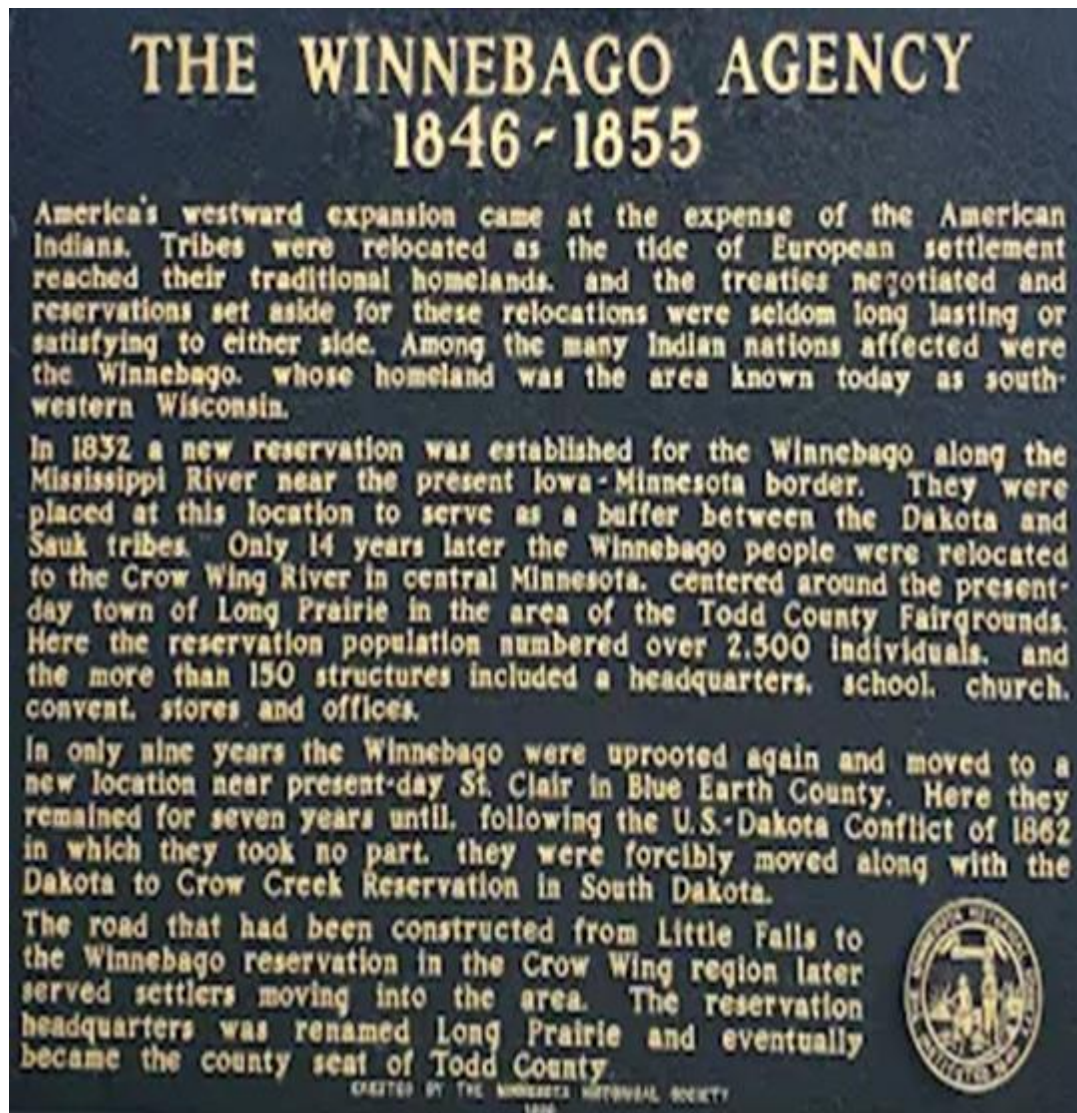 THE WINNEBAGO AGENCY
1846-1855
America's westward expansion came at the expense of the American
Indians. Tribes were relocated as the tide of European settlement
reached their traditional homelands, and the treaties negotiated and
reservations set aside for these relocations were seldom long lasting or
satisfying to either side. Among the many Indian nations affected were
the Winnebago, whose homeland was the area known today as south-
western Wisconsin.
In 1832 a new reservation was established for the Winnebago along the
Mississippi River near the present Iowa-Minnesota border. They were
placed at this location to serve as a buffer between the Dakota and
Sauk tribes. Only 14 years later the Winnebago people were relocated
to the Crow Wing River in central Minnesota, centered around the present-
day town of Long Prairie in the area of the Todd County Fairgrounds.
Here the reservation population numbered over 2,500 individuals, and
the more than 150 structures included a headquarters, school, church,
convent, stores and offices.
In only nine years the Winnebago were uprooted again and moved to a
new location near present-day St. Clair in Blue Earth County. Here they
remained for seven years until, following the U.S.-Dakota Conflict of 1862
in which they took no part, they were forcibly moved along with the
Dakota to Crow Creek Reservation in South Dakota.
The road that had been constructed from Little Falls to
the Winnebago reservation in the Crow Wing region later
served settlers moving into the area. The reservation
headquarters was renamed Long Prairie and eventually
became the county seat of Todd County.
CREATED BY THE MINNESOTA HISTORICAL SOCIETY